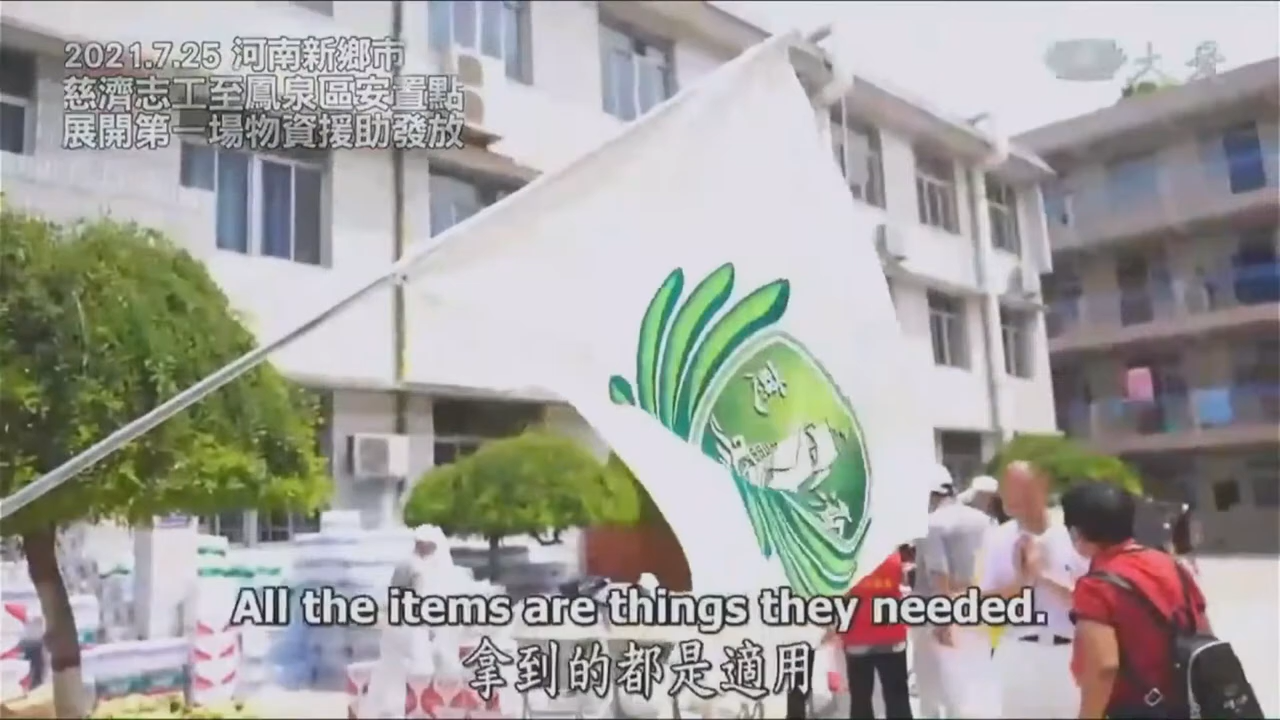 2021.7.25 河南新鄉市
慈濟志工至鳳泉區安置點
展開第一場物資援助發放
大愛
All the items are things they needed.
拿到的都是適用